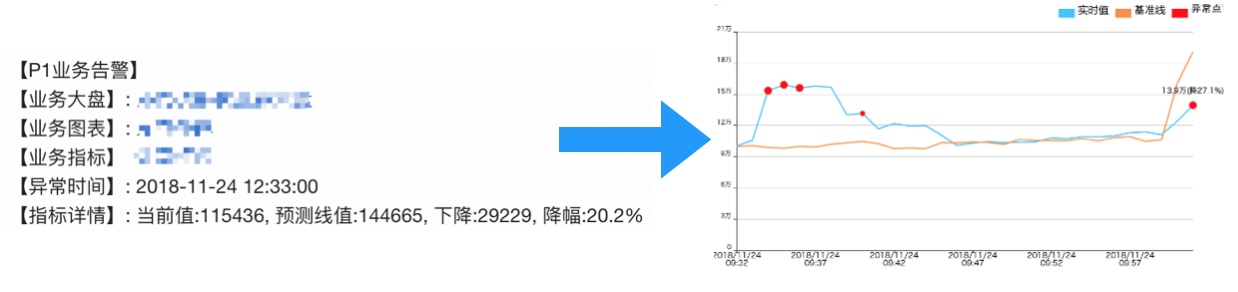 【P1业务告警】
【业务大盘】:
【业务图表】:
【业务指标】
【异常时间】: 2018-11-24 12:33:00
【指标详情】: 当前值:115436, 预测线值:144665, 下降:29229, 降幅:20.2%
实时值 基准线 异常点
21万
18万
15万
13.9万(降27.1%)
12万
9万
6万
3万
0
2018/11/24 2018/11/24 2018/11/24 2018/11/24 2018/11/24 2018/11/24
09:32 09:37 09:42 09:47 09:52 09:57